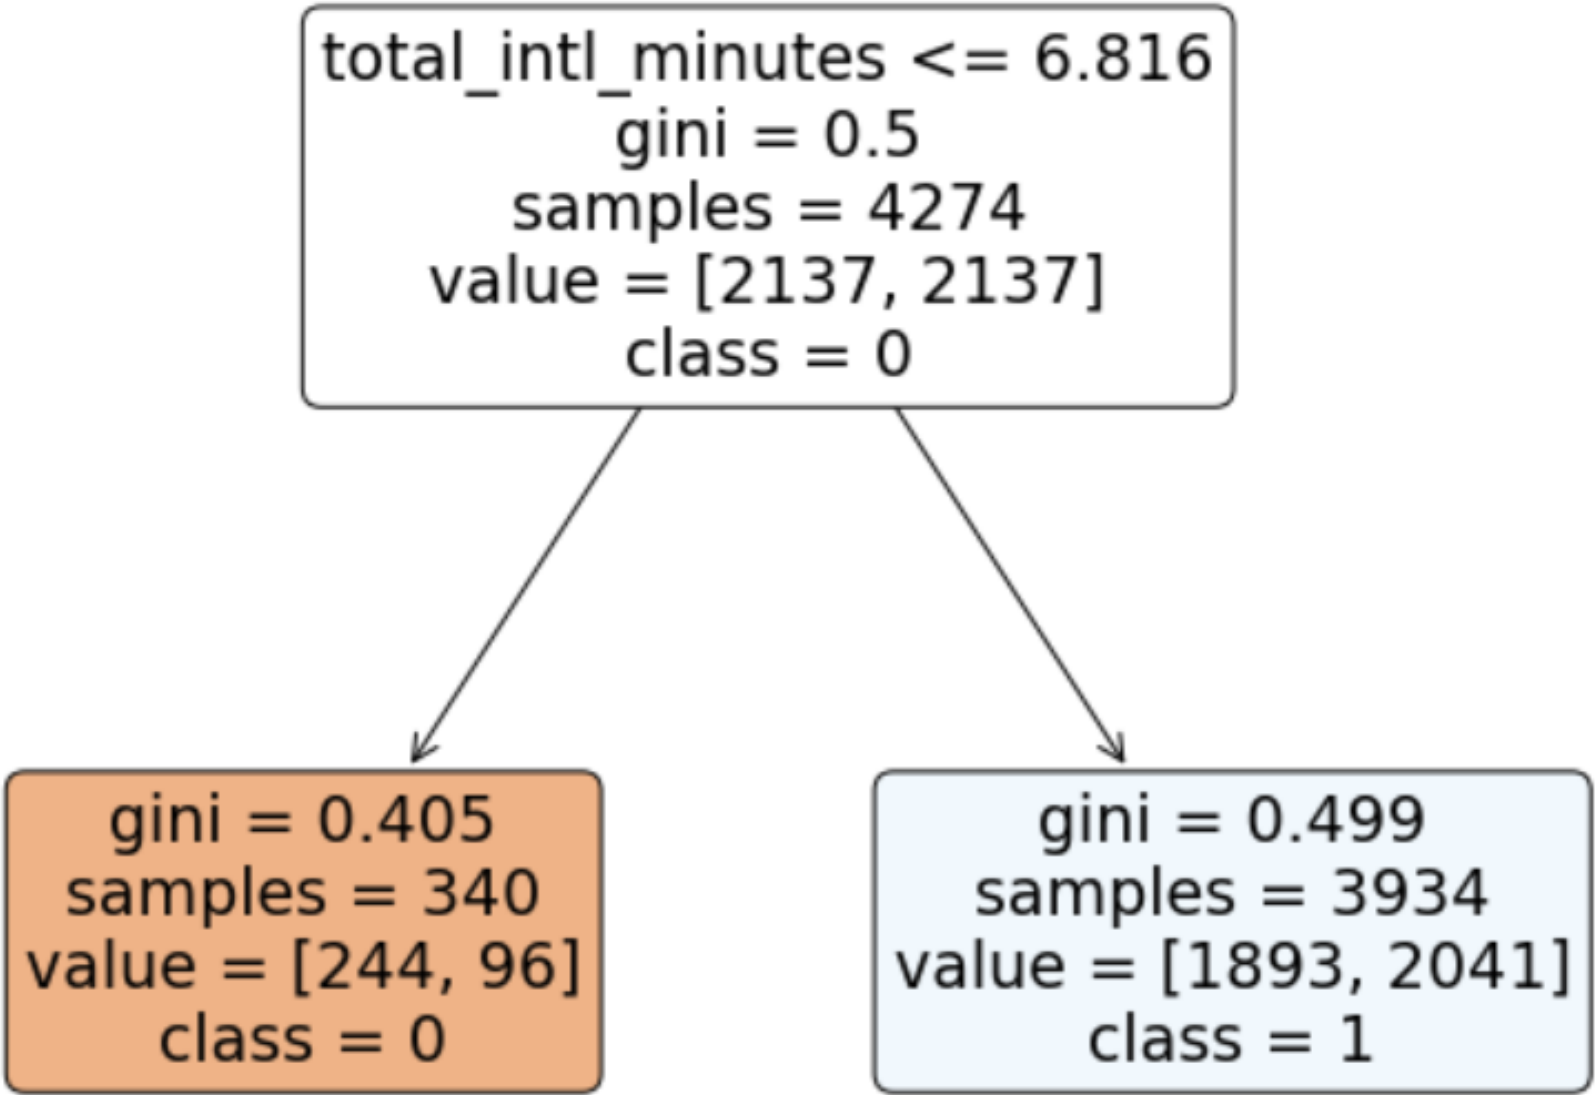 total_intl_minutes <= 6.816
gini = 0.5
samples = 4274
value = [2137, 2137]
class = 0
gini = 0.405
samples = 340
value = [244, 96]
class = 0
gini = 0.499
samples = 3934
value = [1893, 2041]
class = 1